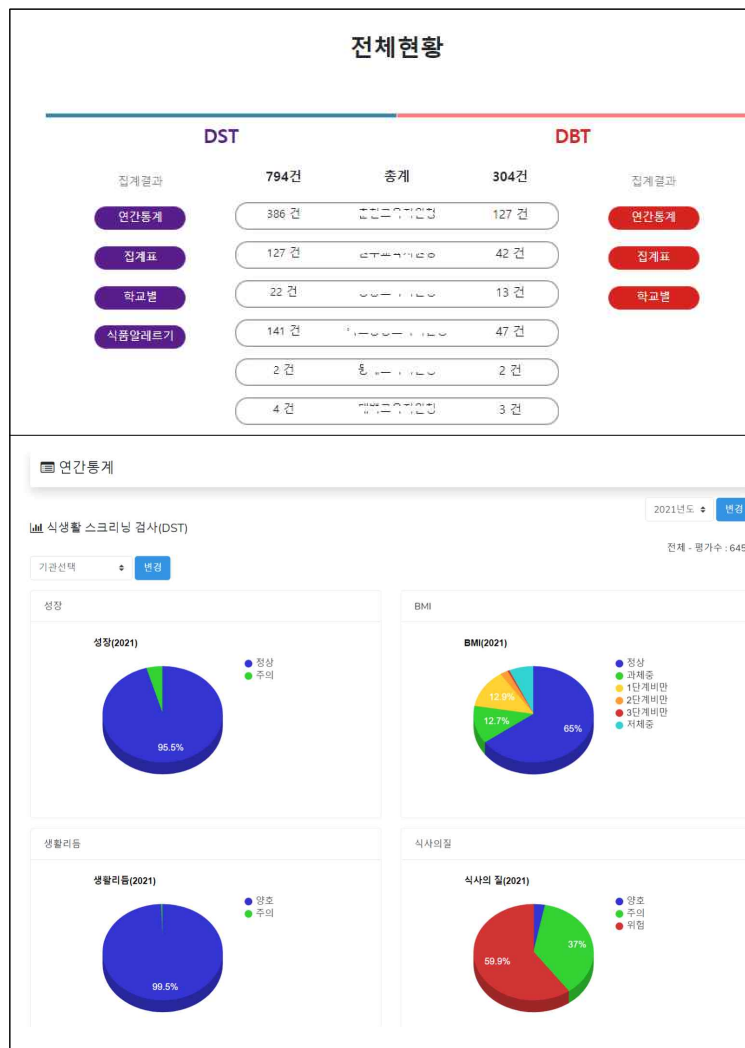 전체현황
DST DBT
집계결과 794건 총계 304건 집계결과
연간통계 386 건 127 건 연간통계
집계표 127 건 42 건 집계표
학교별 22 건 13 건 학교별
식품알레르기 141 건 47 건
2 건 2 건
4 건 3 건
연간통계
2021년도 변경
식생활 스크리닝 검사(DST)
전체 - 평가수 : 645
기관선택 변경
성장 BMI
성장(2021) BMI(2021)
정상
주의
95.5%
정상
과체중
1단계비만
2단계비만
3단계비만
저체중
12.9%
12.7%
65%
생활리듬 식사의질
생활리듬(2021) 식사의 질(2021)
양호
주의
99.5%
양호
주의
위험
37%
59.9%